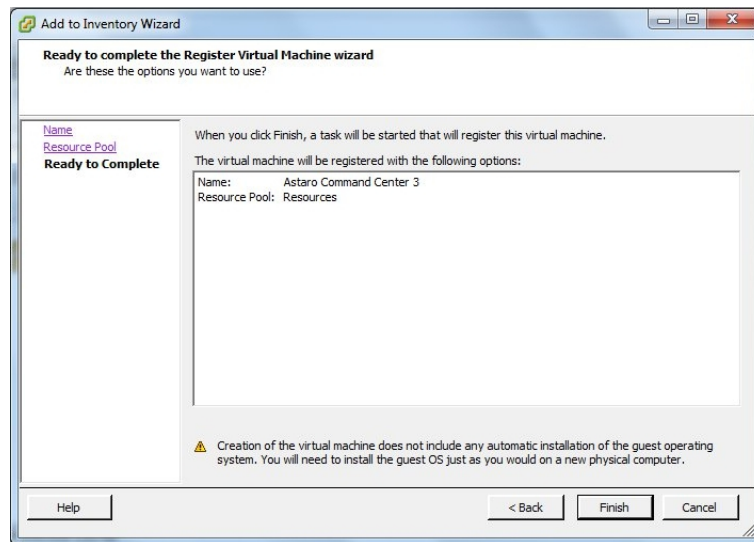 Add to Inventory Wizard
Ready to complete the Register Virtual Machine wizard
Are these the options you want to use?
Name
Resource Pool
Ready to Complete
When you click Finish, a task will be started that will register this virtual machine.
The virtual machine will be registered with the following options:
Name: Astaro Command Center 3
Resource Pool: Resources
Creation of the virtual machine does not include any automatic installation of the guest operating
system. You will need to install the guest OS just as you would on a new physical computer.
Help
< Back
Finish
Cancel